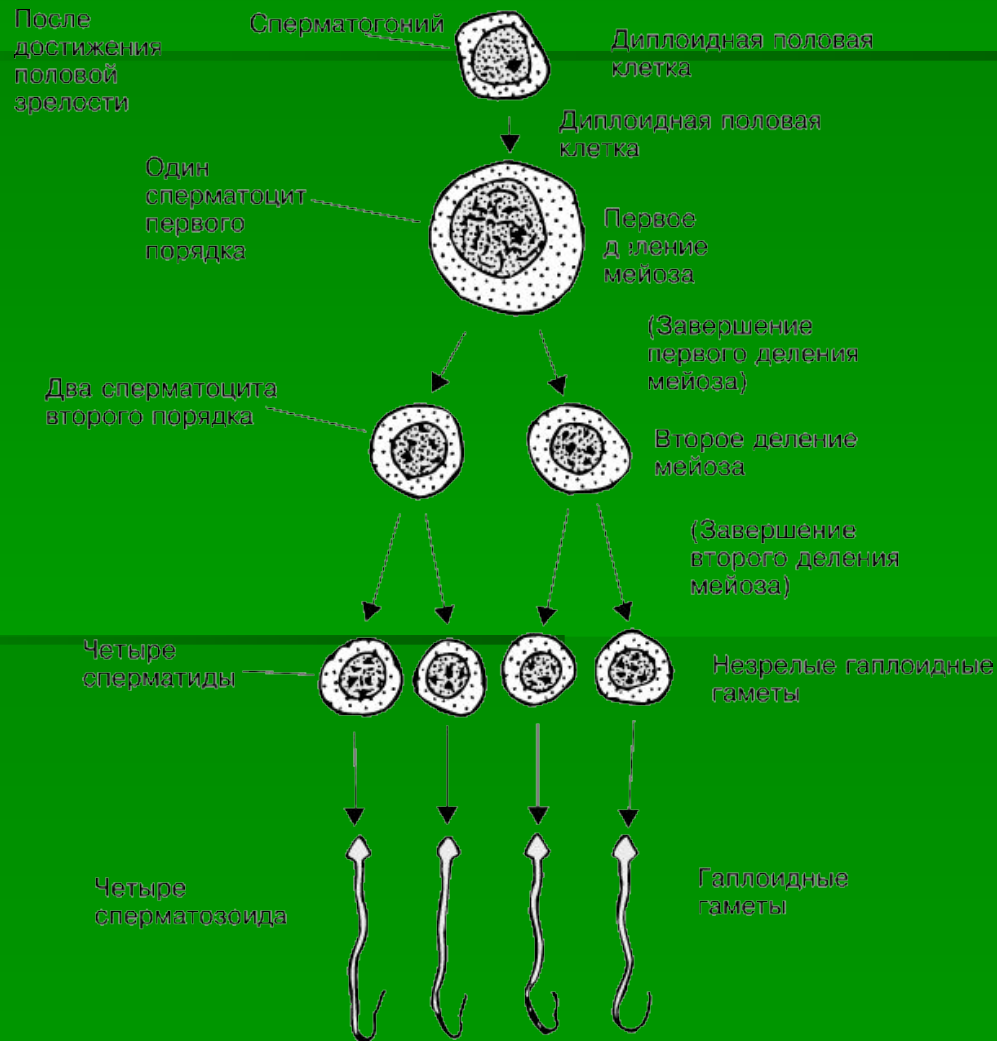 После
достижения
половой
зрелости
Сперматогоний
Диплоидная половая
клетка
Диплоидная половая
клетка
Один
сперматоцит
первого
порядка
Первое
деление
мейоза
(Завершение
первого деления
мейоза)
Два сперматоцита
второго порядка
Второе деление
мейоза
(Завершение
второго деления
мейоза)
Четыре
сперматиды
Незрелые гаплоидные
гаметы
Четыре
сперматозоида
Гаплоидные
гаметы